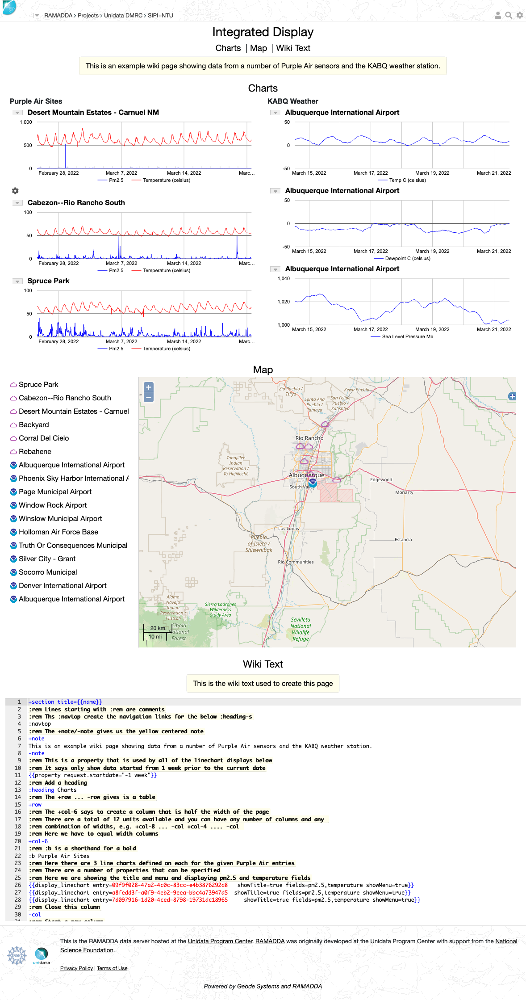 RAMADDA › Projects › Unidata DMRC › SIPI+NTU
Integrated Display
Charts | Map | Wiki Text
This is an example wiki page showing data from a number of Purple Air sensors and the KABQ weather station.
Charts
Purple Air Sites
Desert Mountain Estates - Carnuel NM
1,000
500
0
February 28, 2022 March 7, 2022 March 14, 2022 Marc...
Pm2.5 Temperature (celsius)
Cabezon--Rio Rancho South
100
50
0
February 28, 2022 March 7, 2022 March 14, 2022 Marc...
Pm2.5 Temperature (celsius)
Spruce Park
100
50
0
February 28, 2022 March 7, 2022 March 14, 2022 Marc...
Pm2.5 Temperature (celsius)
KABQ Weather
Albuquerque International Airport
50
0
-50
March 15, 2022 March 17, 2022 March 19, 2022 March 21, 2022
Temp C (celsius)
Albuquerque International Airport
50
0
-50
March 15, 2022 March 17, 2022 March 19, 2022 March 21, 2022
Dewpoint C (celsius)
Albuquerque International Airport
1,040
1,020
1,000
March 15, 2022 March 17, 2022 March 19, 2022 March 21, 2022
Sea Level Pressure Mb
Map
Spruce Park
Cabezon--Rio Rancho South
Desert Mountain Estates - Carnuel
Backyard
Corral Del Cielo
Rebahene
Albuquerque International Airport
Phoenix Sky Harbor International
Page Municipal Airport
Window Rock Airport
Winslow Municipal Airport
Holloman Air Force Base
Truth Or Consequences Municipal
Silver City - Grant
Socorro Municipal
Denver International Airport
Albuquerque International Airport
+
−
+
Zia Pueblo /
Tsi'ya
Kewa Pueblo
Santa Ana
Pueblo /
Tamaya
San Felipe
Pueblo /
Katishtya
Rio Rancho
Tohajiilee
Indian
Reservation /
Tó Hajiileehé
Albuquerque
South Valley
Edgewood
Moriarty
Los Lunas
Pueblo
of Isleta /
Shiewhibak
Estancia
Rio Communities
Alamo
Navajo
Indian
Reservation /
Tiistsoh
Sierra Ladrones
Wilderness
Study Area
Cibola
National
Forest
Sevilleta
National
Wildlife
Refuge
20 km
10 mi
Wiki Text
This is the wiki text used to create this page
1 +section title={{name}}
2 :rem Lines starting with :rem are comments
3 :rem Ths :navtop create the navigation links for the below :heading-s
4 :navtop
5 :rem The +note/-note gives us the yellow centered note
6 +note
7 This is an example wiki page showing data from a number of Purple Air sensors and the KABQ weather station.
8 -note
9 :rem This is a property that is used by all of the linechart displays below
10 :rem It says only show data started from 1 week prior to the current date
11 {{property request.startdate="-1 week"}}
12 :rem Add a heading
13 :heading Charts
14 :rem The +row ... -row gives is a table
15 +row
16 :rem The +col-6 says to create a column that is half the width of the page
17 :rem There are a total of 12 units available and you can have any number of columns and any
18 :rem combination of widths, e.g. +col-8 ... -col +col-4 .... -col
19 :rem Here we have to equal width columns
20 +col-6
21 :rem :b is a shorthand for a bold
22 :b Purple Air Sites
23 :rem Here there are 3 line charts defined on each for the given Purple Air entries
24 :rem There are a number of properties that can be specified
25 :rem Here we are showing the title and menu and displaying pm2.5 and temperature fields
26 {{display_linechart entry=09f9f028-47a2-4c0c-83cc-e4b3876292d8 showTitle=true fields=pm2.5,temperature showMenu=true}}
27 {{display_linechart entry=a8fedd3f-a0f9-4eb2-9eea-bbc4a73947d5 showTitle=true fields=pm2.5,temperature showMenu=true}}
28 {{display_linechart entry=7d097916-1d20-4ced-8798-19731dc18965 showTitle=true fields=pm2.5,temperature showMenu=true}}
29 :rem Close this column
30 -col
31 :rem Start a new column
This is the RAMADDA data server hosted at the Unidata Program Center. RAMADDA was originally developed at the Unidata Program Center with support from the National
Science Foundation.
NSF
unidata
Privacy Policy | Terms of Use
Powered by Geode Systems and RAMADDA